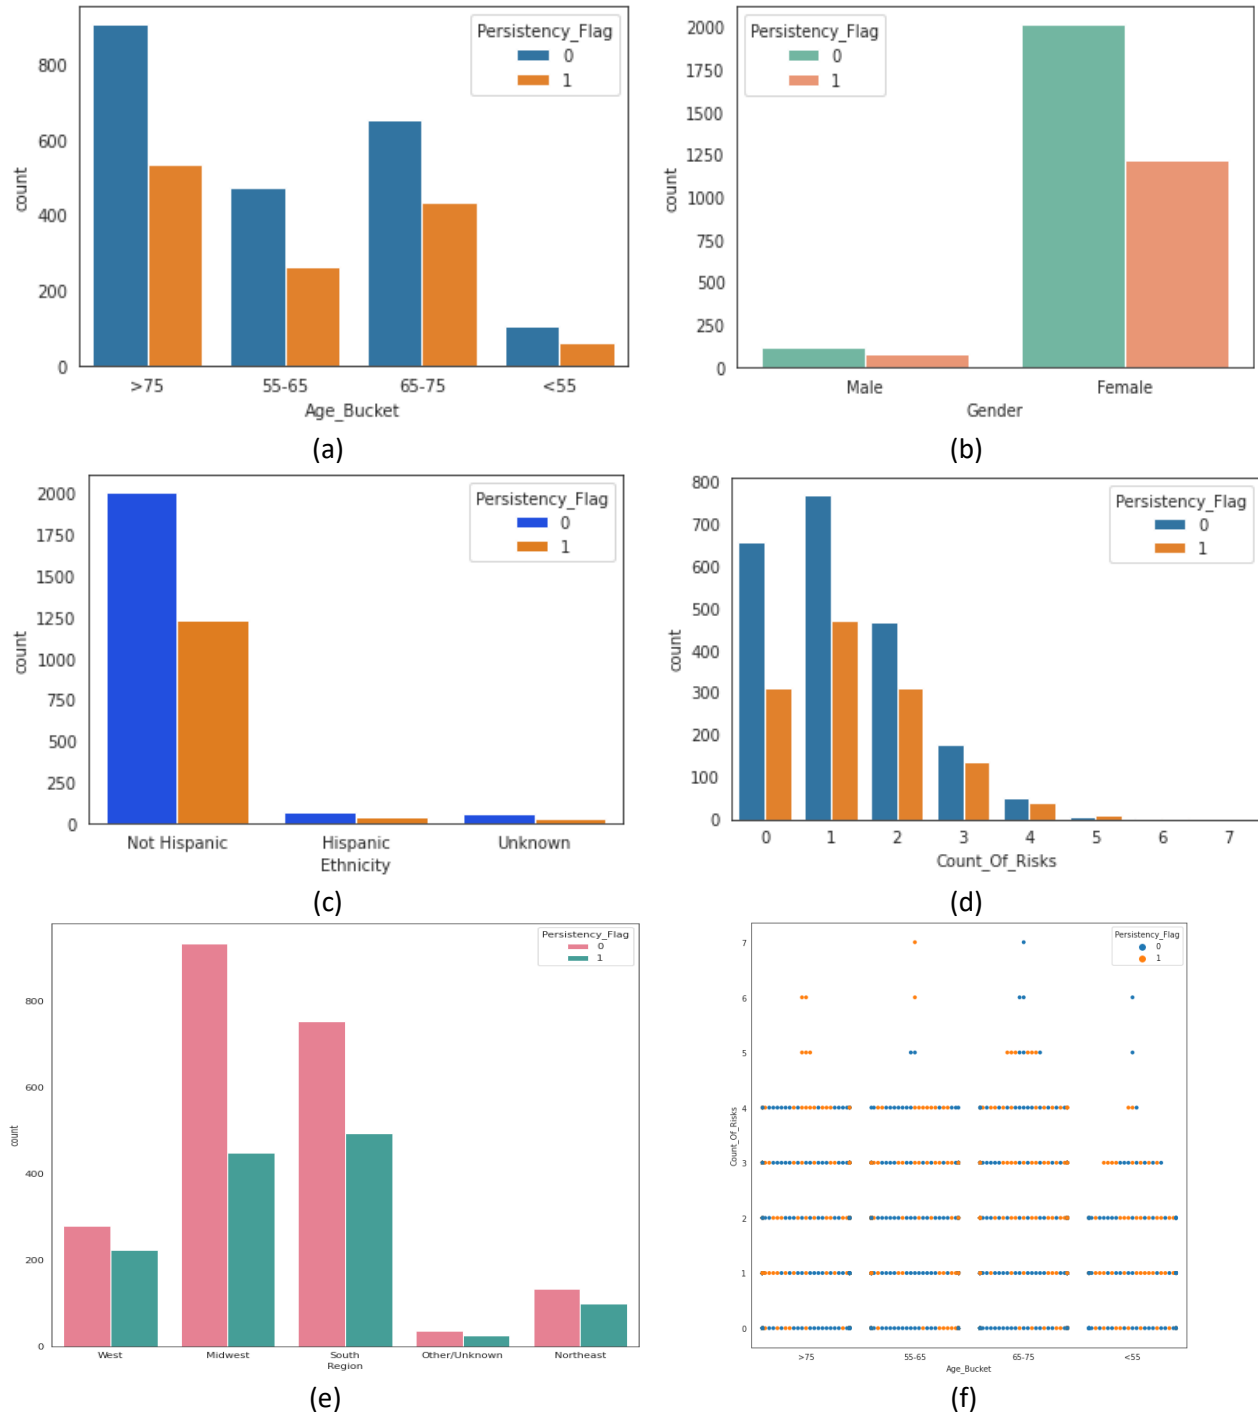 Persistency_Flag
0
1
800
600
400
200
0
count
>75 55-65 65-75 <55
Age_Bucket
(a)
Persistency_Flag
0
1
2000
1750
1500
1250
1000
750
500
250
0
count
Male Female
Gender
(b)
Persistency_Flag
0
1
2000
1750
1500
1250
1000
750
500
250
0
count
Not Hispanic Hispanic Unknown
Ethnicity
(c)
Persistency_Flag
0
1
800
700
600
500
400
300
200
100
0
count
0 1 2 3 4 5 6 7
Count_Of_Risks
(d)
Persistency_Flag
0
1
800
600
400
200
0
count
West Midwest South Other/Unknown Northeast
Region
(e)
Persistency_Flag
0
1
7
6
5
4
3
2
1
0
Count_Of_Risks
>75 55-65 65-75 <55
Age_Bucket
(f)